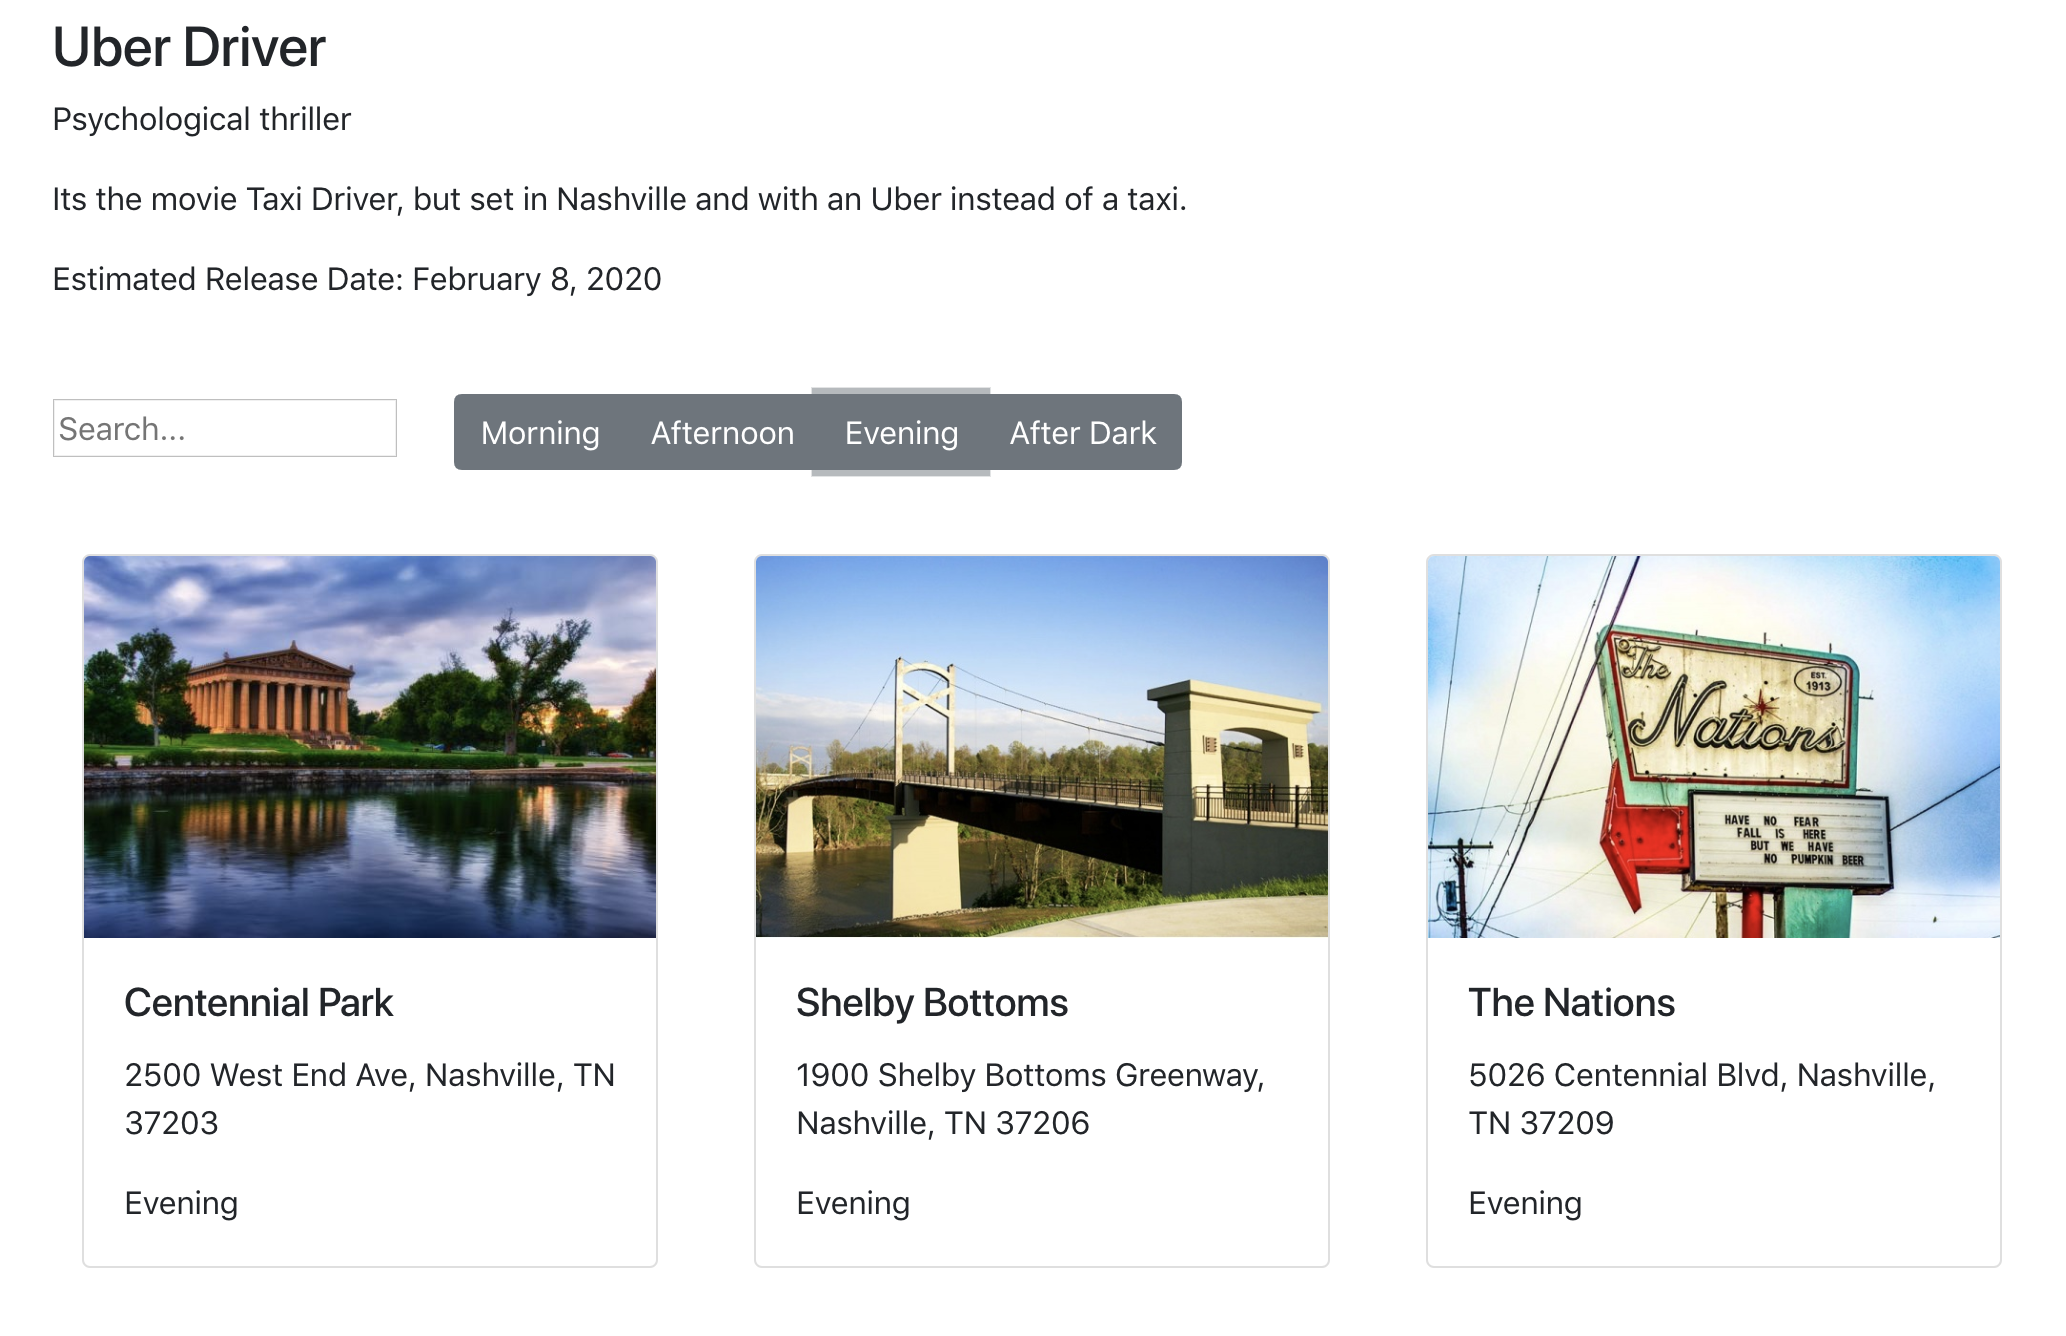 Uber Driver
Psychological thriller
Its the movie Taxi Driver, but set in Nashville and with an Uber instead of a taxi.
Estimated Release Date: February 8, 2020
Search...
Morning Afternoon Evening After Dark
The
Nations
EST.
1913
HAVE NO FEAR
FALL IS HERE
BUT WE HAVE
NO PUMPKIN BEER
Centennial Park
2500 West End Ave, Nashville, TN
37203
Evening
Shelby Bottoms
1900 Shelby Bottoms Greenway,
Nashville, TN 37206
Evening
The Nations
5026 Centennial Blvd, Nashville,
TN 37209
Evening